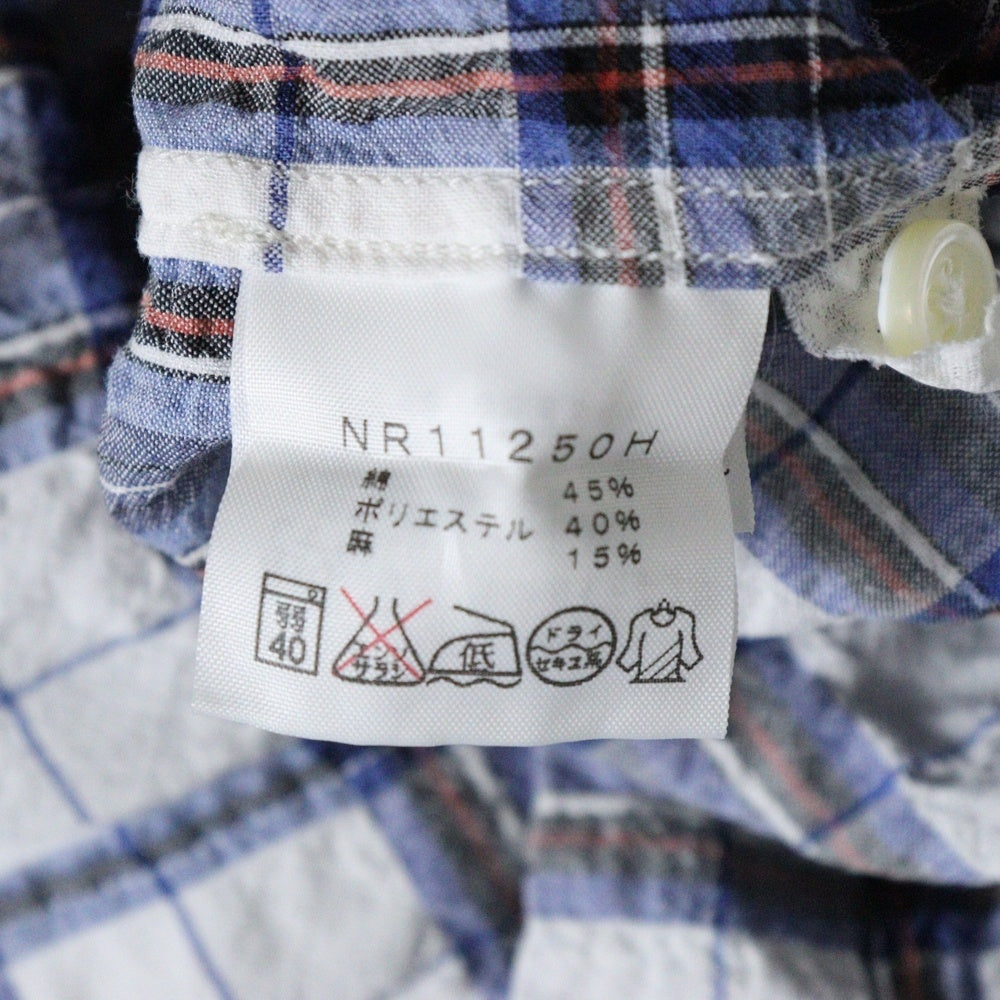 NR11250H
綿 45%
ポリエステル 40%
麻 15%
弱 40
エンソ サラシ
低
ドライ セキユ系